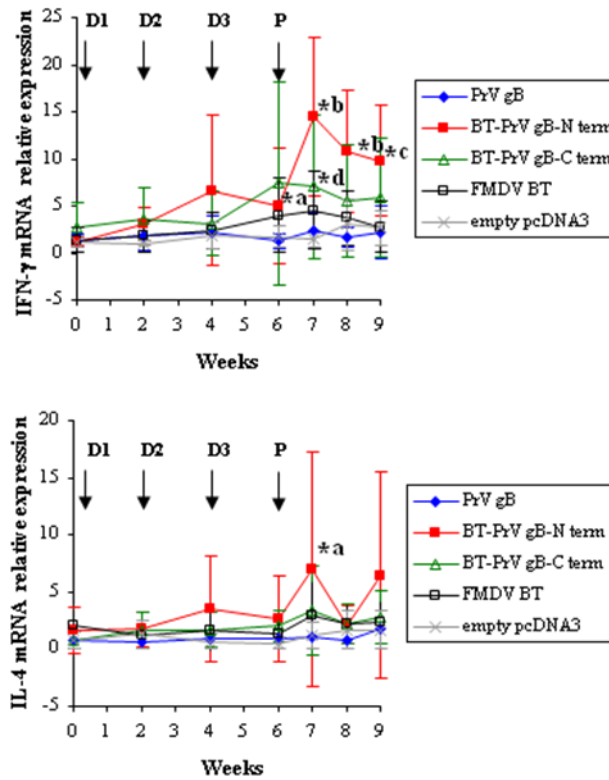 D1 D2 D3 P
IFN-γ mRNA relative expression
25
20
15
10
5
0
-5
*b
*b
*c
*d
*a
0 1 2 3 4 5 6 7 8 9
Weeks
PrV gB
BT-PrV gB-N term
BT-PrV gB-C term
FMDV BT
empty pcDNA3
D1 D2 D3 P
IL-4 mRNA relative expression
20
15
10
5
0
-5
*a
0 1 2 3 4 5 6 7 8 9
Weeks
PrV gB
BT-PrV gB-N term
BT-PrV gB-C term
FMDV BT
empty pcDNA3